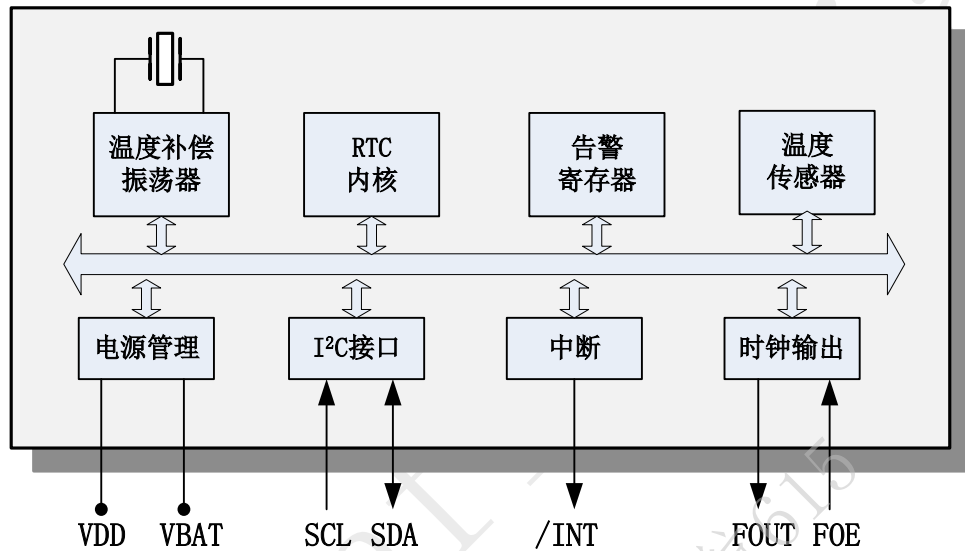 温度补偿
振荡器
RTC
内核
告警
寄存器
温度
传感器
电源管理
I²C接口
中断
时钟输出
VDD VBAT SCL SDA /INT FOUT FOE